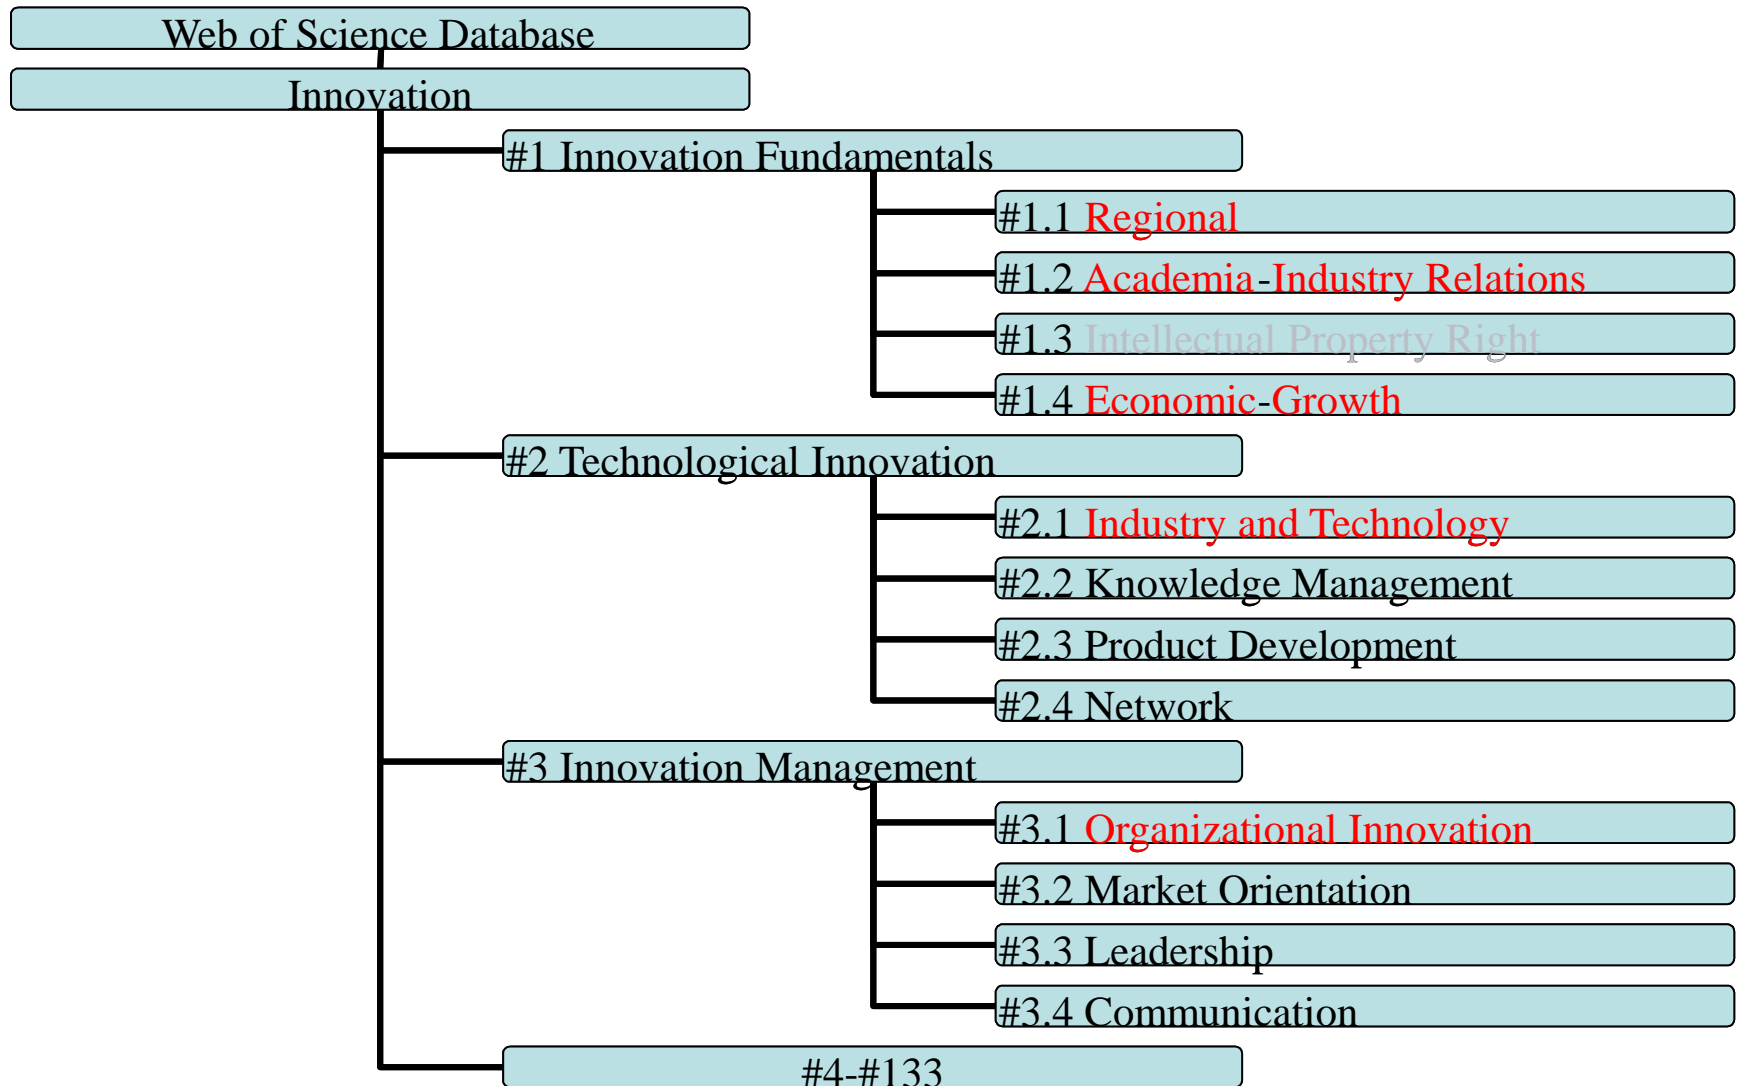 Web of Science Database
Innovation
#1 Innovation Fundamentals
#1.1 Regional
#1.2 Academia-Industry Relations
#1.3 Intellectual Property Right
#1.4 Economic-Growth
#2 Technological Innovation
#2.1 Industry and Technology
#2.2 Knowledge Management
#2.3 Product Development
#2.4 Network
#3 Innovation Management
#3.1 Organizational Innovation
#3.2 Market Orientation
#3.3 Leadership
#3.4 Communication
#4-#133